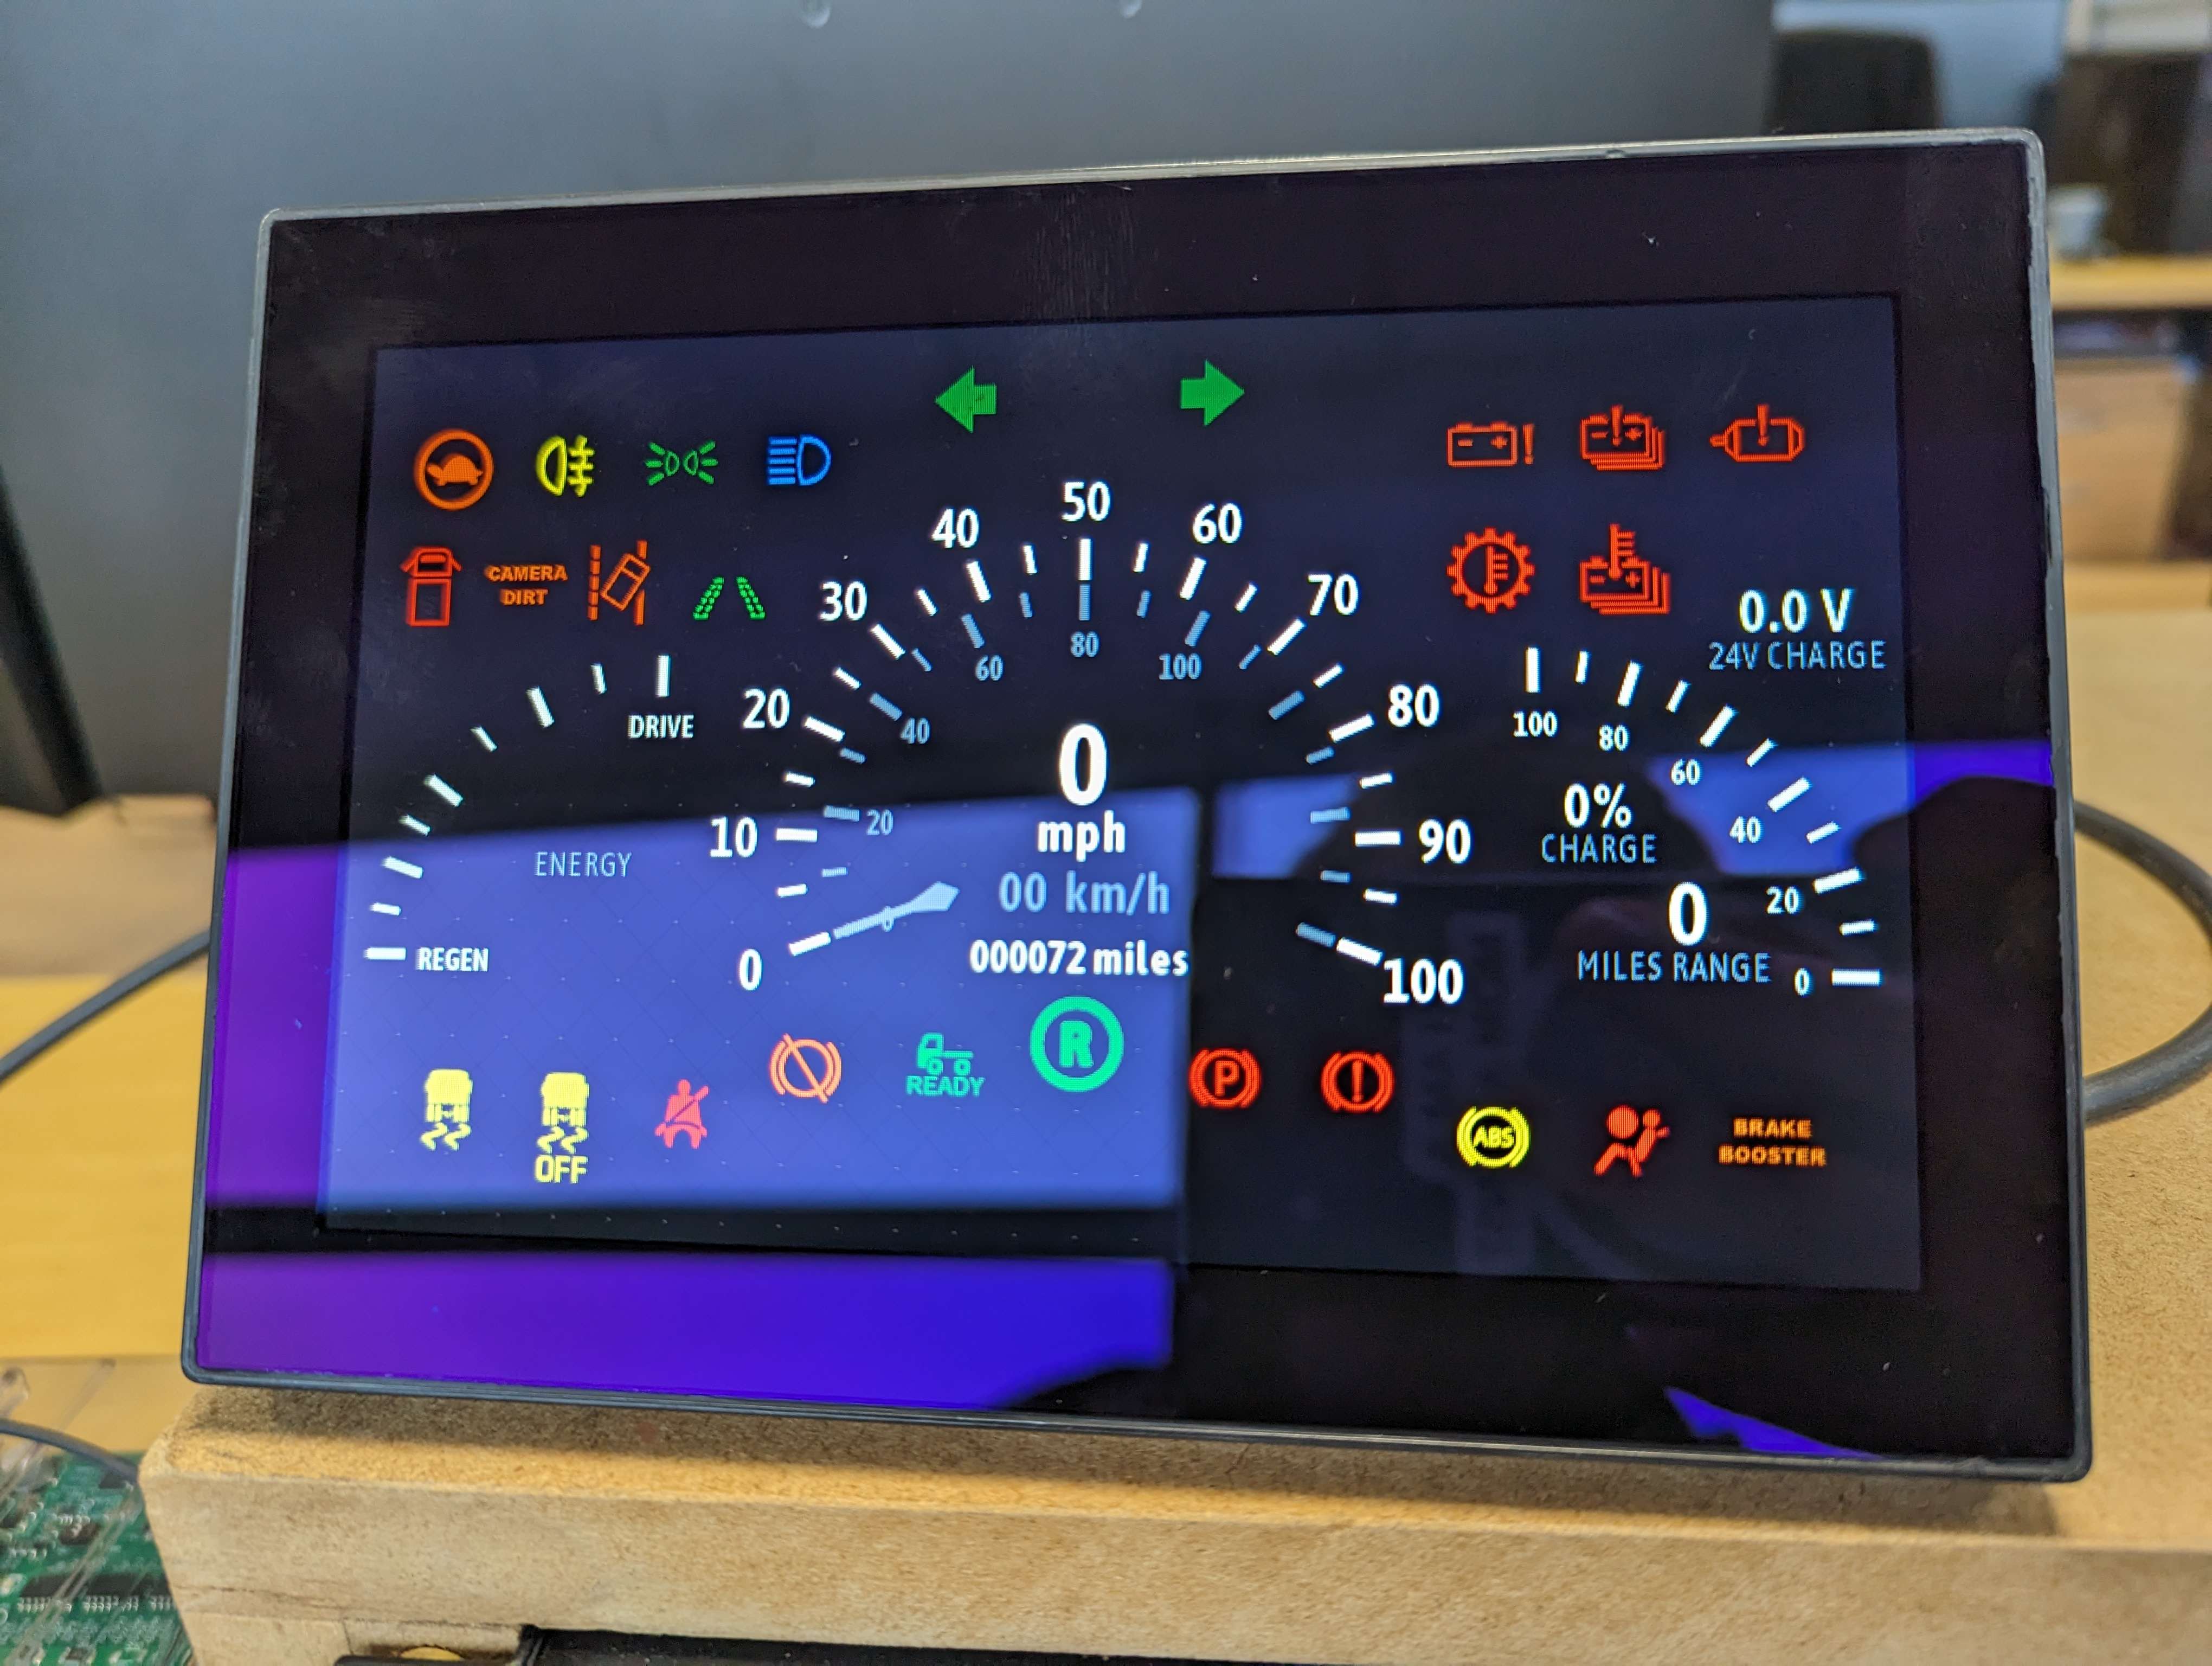 50
40
60
CAMERA
DIRT
30
70
0.0 V
24V CHARGE
60
80
100
DRIVE
20
40
80
100
80
60
0
mph
0%
CHARGE
40
10
20
90
ENERGY
00 km/h
0
20
0
REGEN
000072 miles
MILES RANGE
0
0
100
R
READY
P
ABS
BRAKE
BOOSTER
OFF